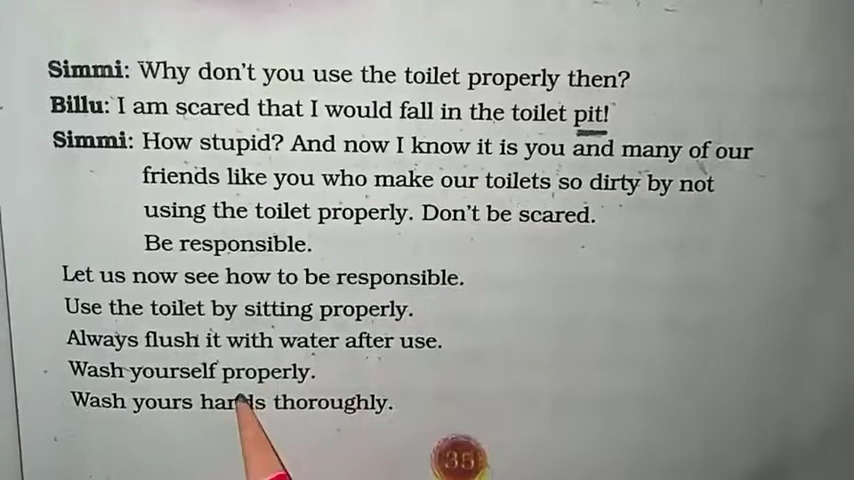 Simmi: Why don't you use the toilet properly then?
Billu: I am scared that I would fall in the toilet pit!
Simmi: How stupid? And now I know it is you and many of our
friends like you who make our toilets so dirty by not
using the toilet properly. Don't be scared.
Be responsible.
Let us now see how to be responsible.
Use the toilet by sitting properly.
Always flush it with water after use.
Wash yourself properly.
Wash yours hands thoroughly.
35